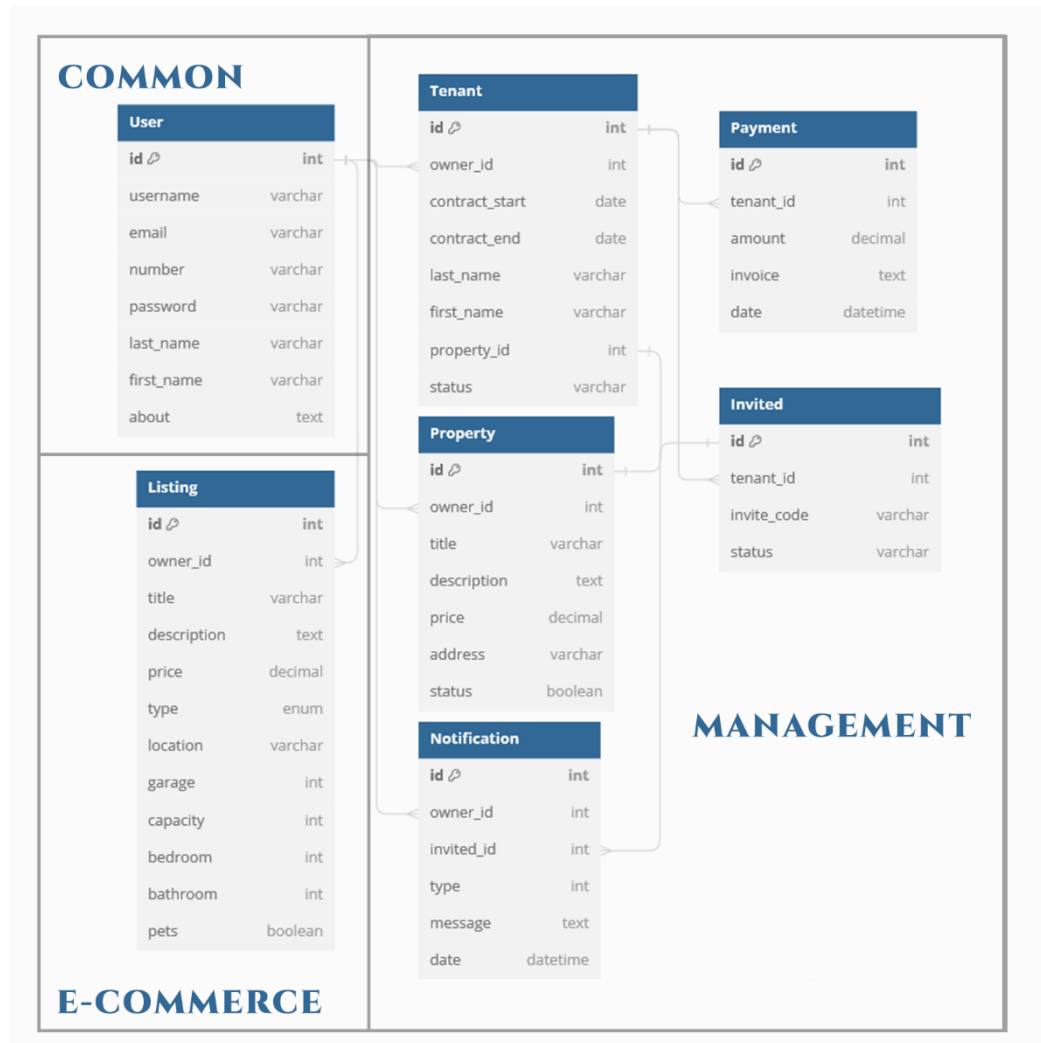 COMMON
User
id int
username varchar
email varchar
number varchar
password varchar
last_name varchar
first_name varchar
about text
Listing
id int
owner_id int
title varchar
description text
price decimal
type enum
location varchar
garage int
capacity int
bedroom int
bathroom int
pets boolean
E-COMMERCE
Tenant
id int
owner_id int
contract_start date
contract_end date
last_name varchar
first_name varchar
property_id int
status varchar
Property
id int
owner_id int
title varchar
description text
price decimal
address varchar
status boolean
Notification
id int
owner_id int
invited_id int
type int
message text
date datetime
Payment
id int
tenant_id int
amount decimal
invoice text
date datetime
Invited
id int
tenant_id int
invite_code varchar
status varchar
MANAGEMENT